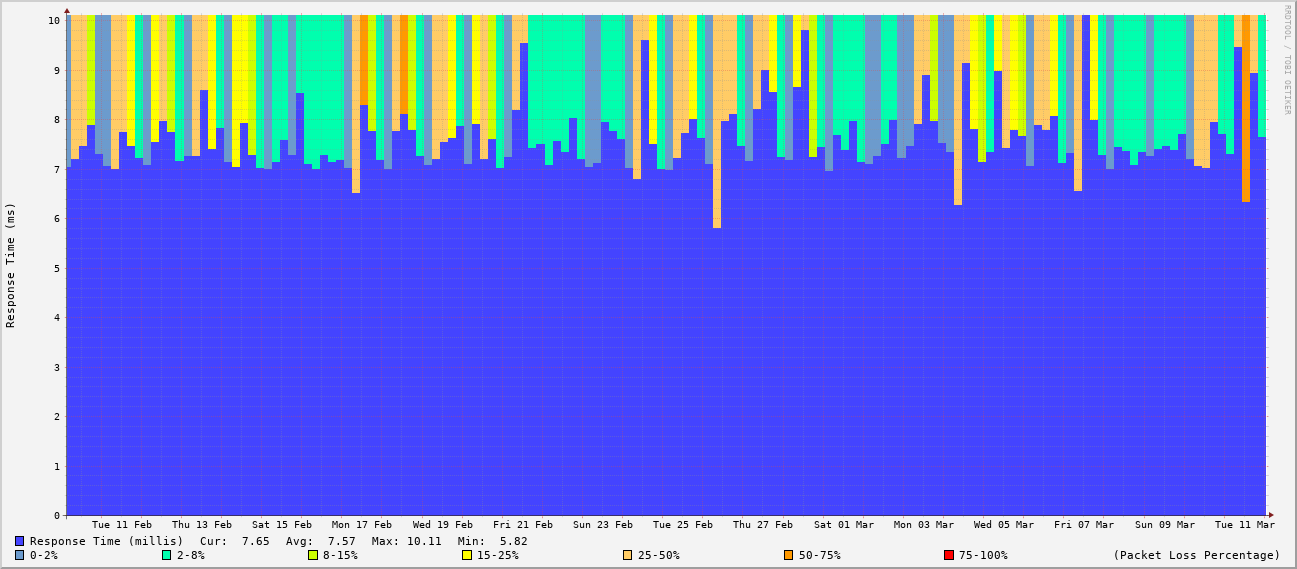 RRDTOOL / TOBI OETIKER
Response Time (ms)
10
9
8
7
6
5
4
3
2
1
0
Tue 11 Feb Thu 13 Feb Sat 15 Feb Mon 17 Feb Wed 19 Feb Fri 21 Feb Sun 23 Feb Tue 25 Feb Thu 27 Feb Sat 01 Mar Mon 03 Mar Wed 05 Mar Fri 07 Mar Sun 09 Mar Tue 11 Mar
Response Time (millis) Cur: 7.65 Avg: 7.57 Max: 10.11 Min: 5.82
0-2% 2-8% 8-15% 15-25% 25-50% 50-75% 75-100% (Packet Loss Percentage)